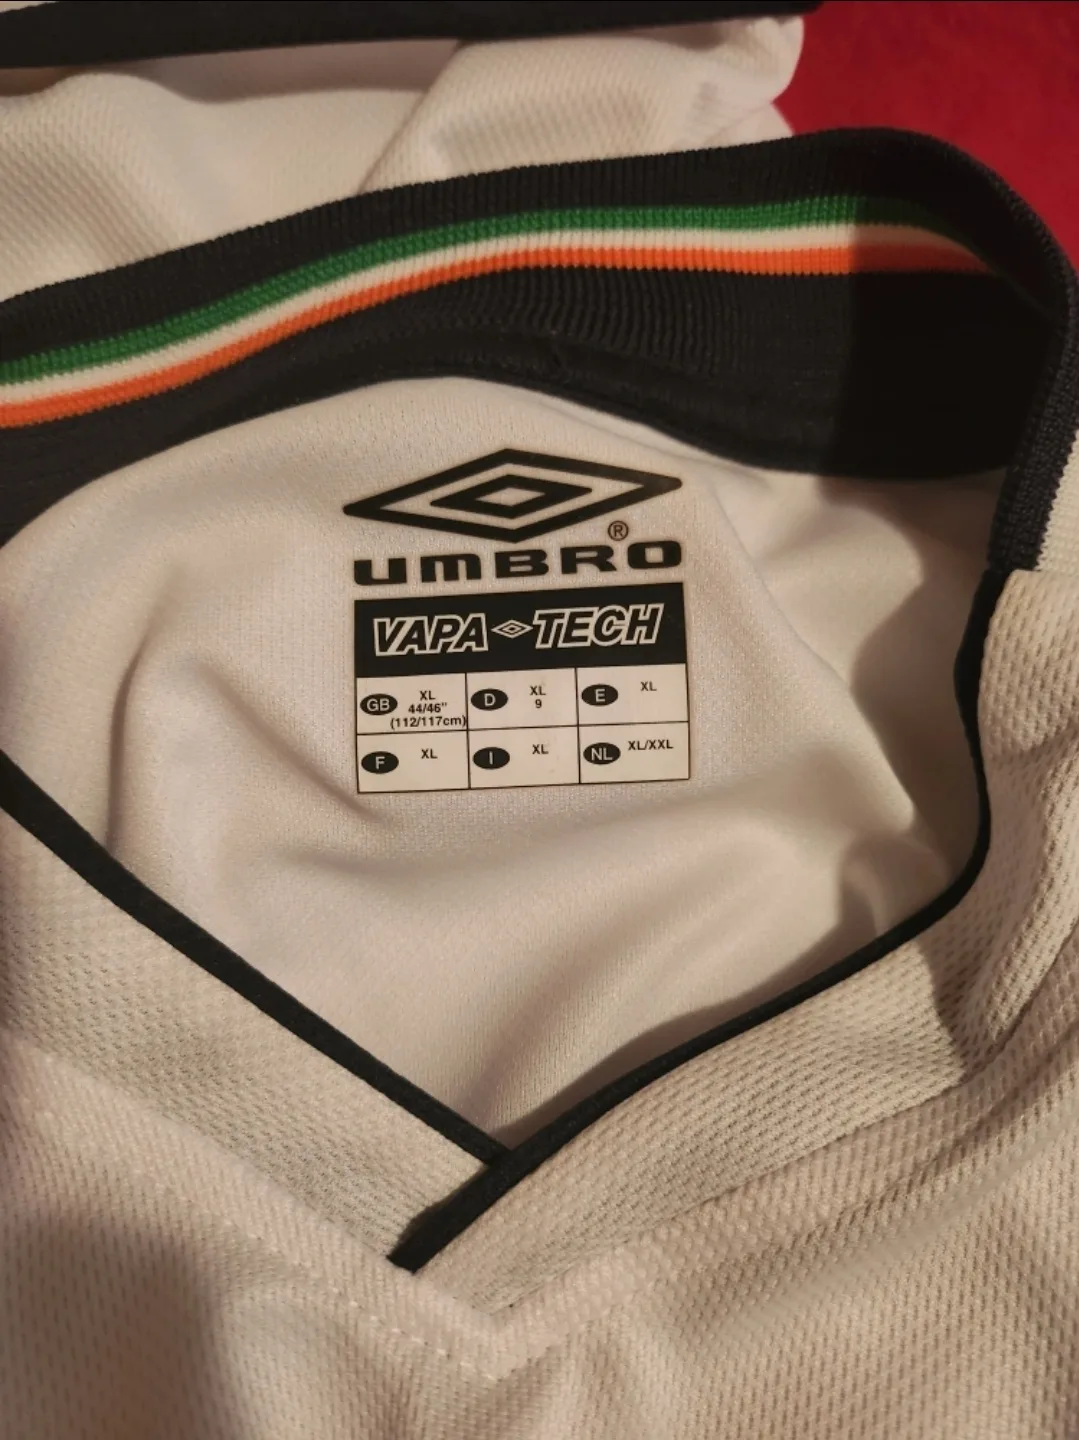 ®
UMBRO
VAPA TECH
GB XL 44/46" (112/117cm)
D XL 9
E XL
F XL
I XL
NL XL/XXL